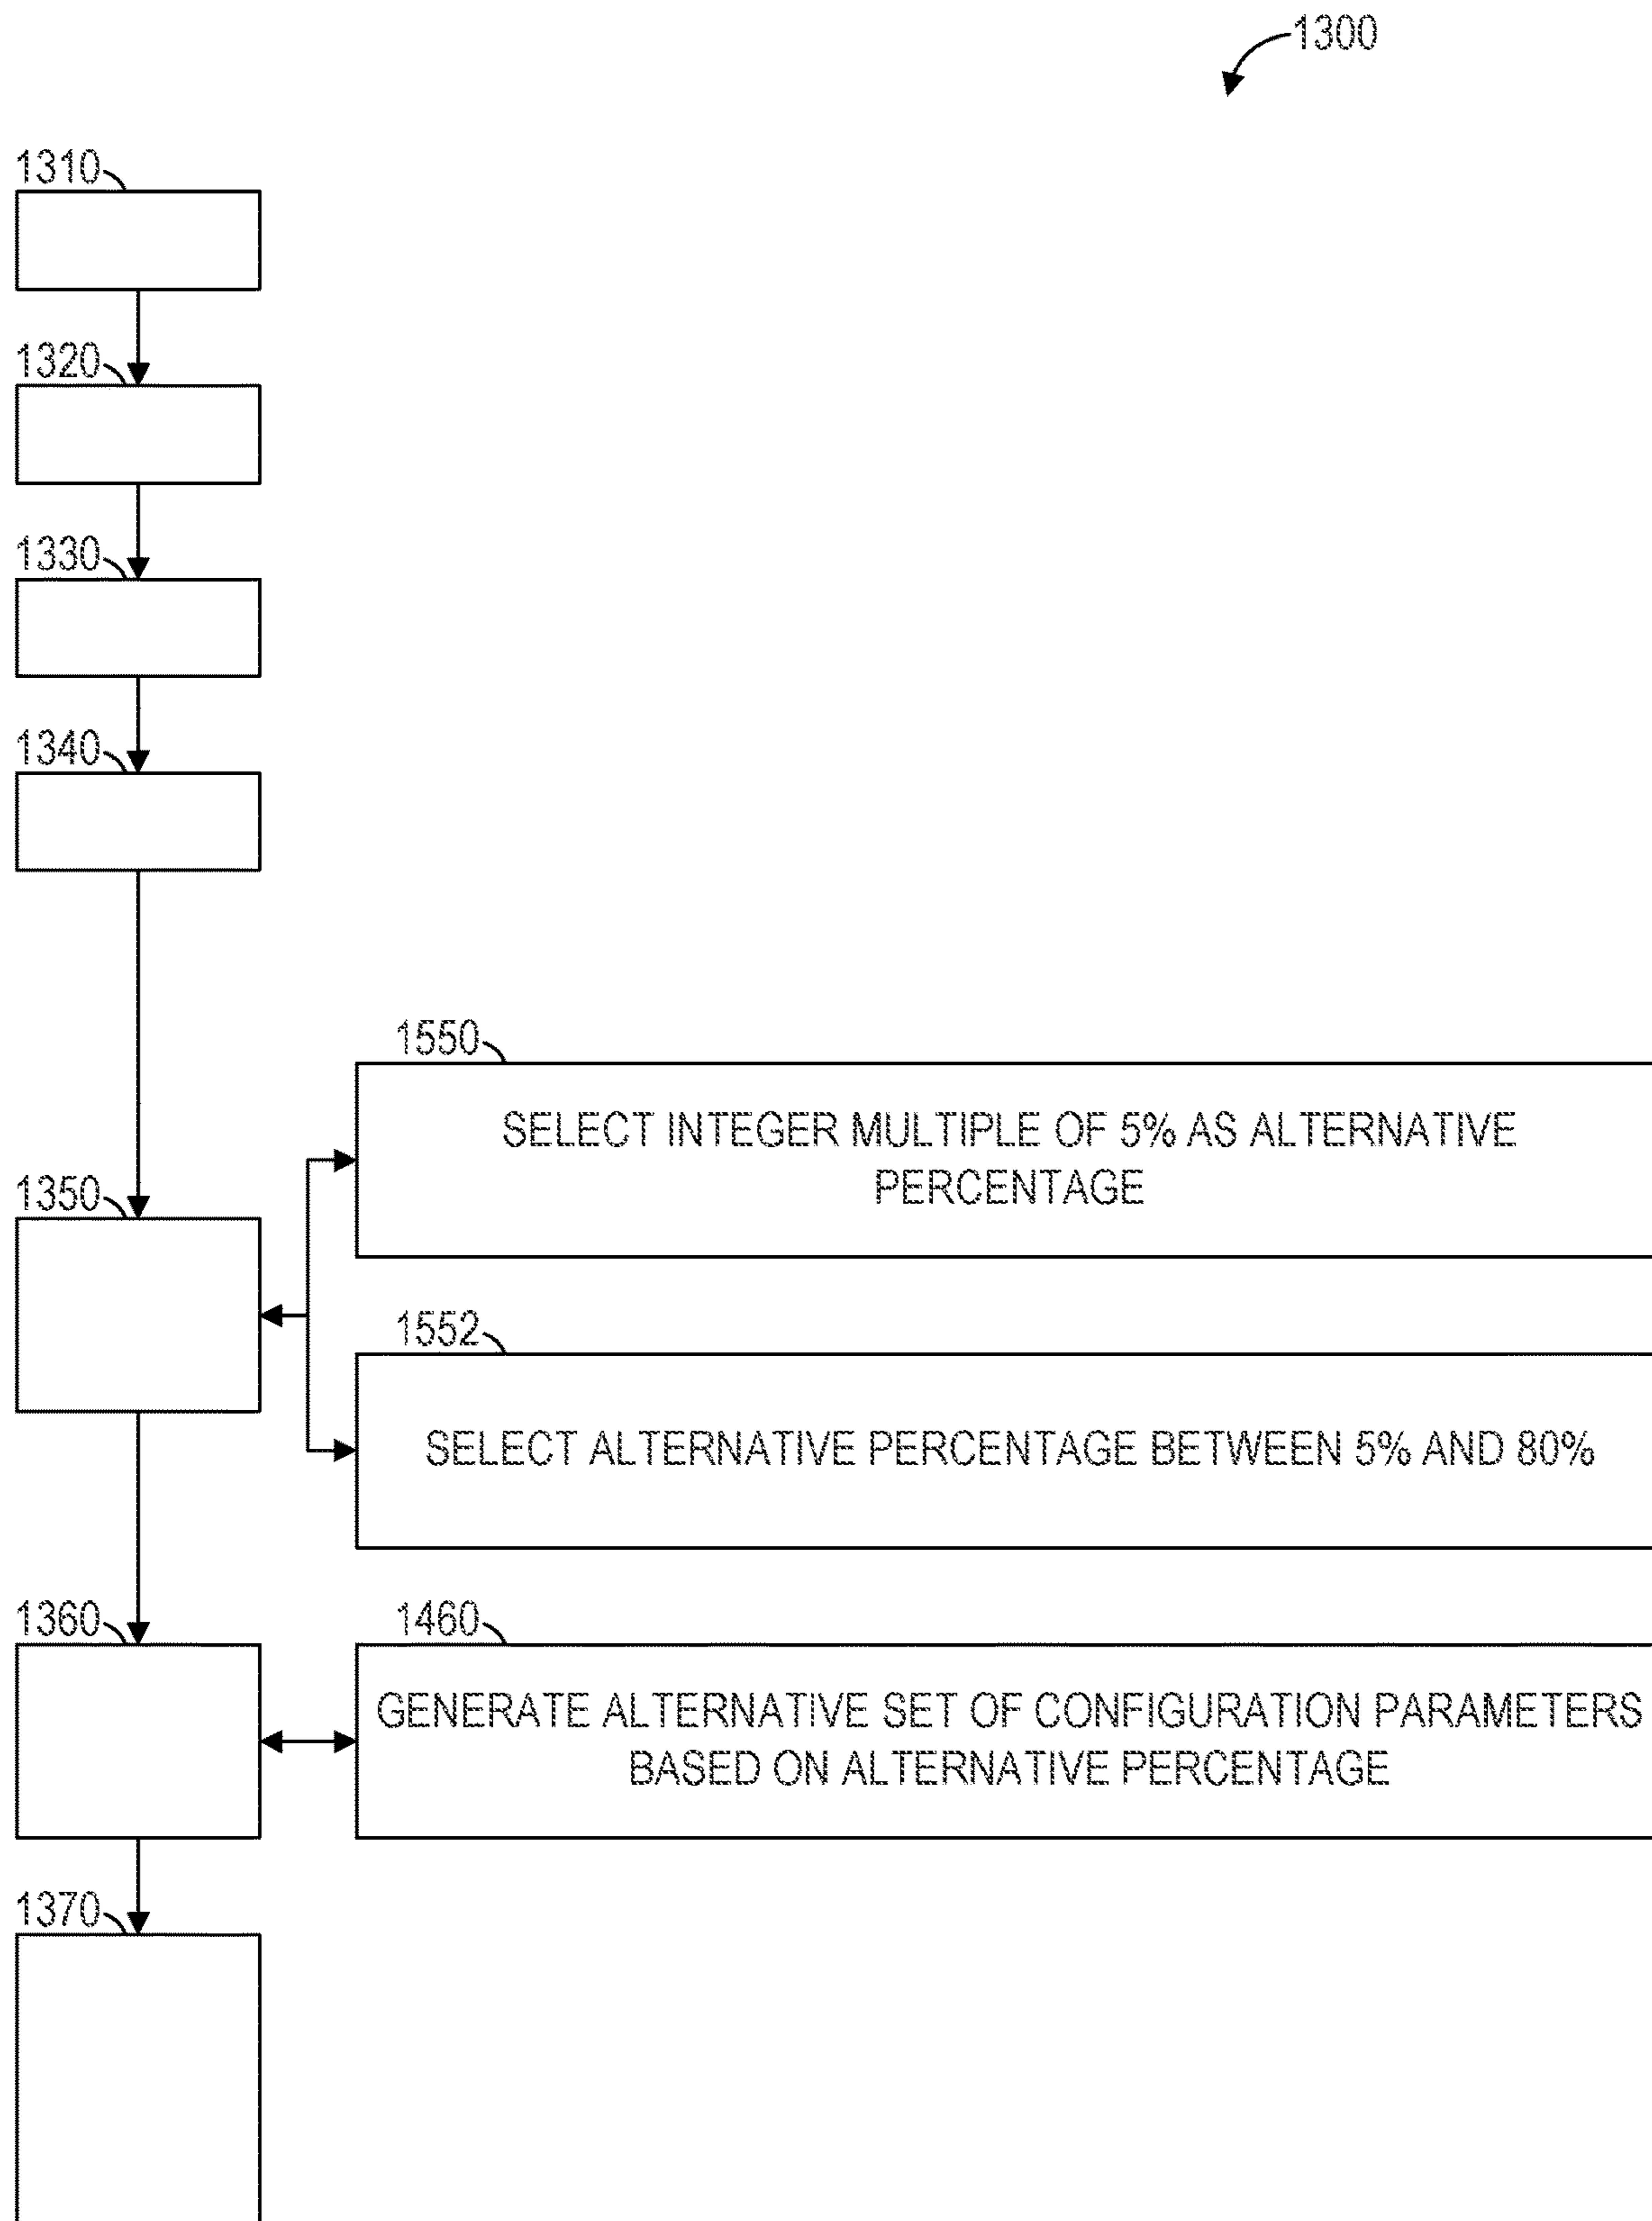 1300
1310
1320
1330
1340
1550
SELECT INTEGER MULTIPLE OF 5% AS ALTERNATIVE
PERCENTAGE
1350
1552
SELECT ALTERNATIVE PERCENTAGE BETWEEN 5% AND 80%
1360
1460
GENERATE ALTERNATIVE SET OF CONFIGURATION PARAMETERS
BASED ON ALTERNATIVE PERCENTAGE
1370